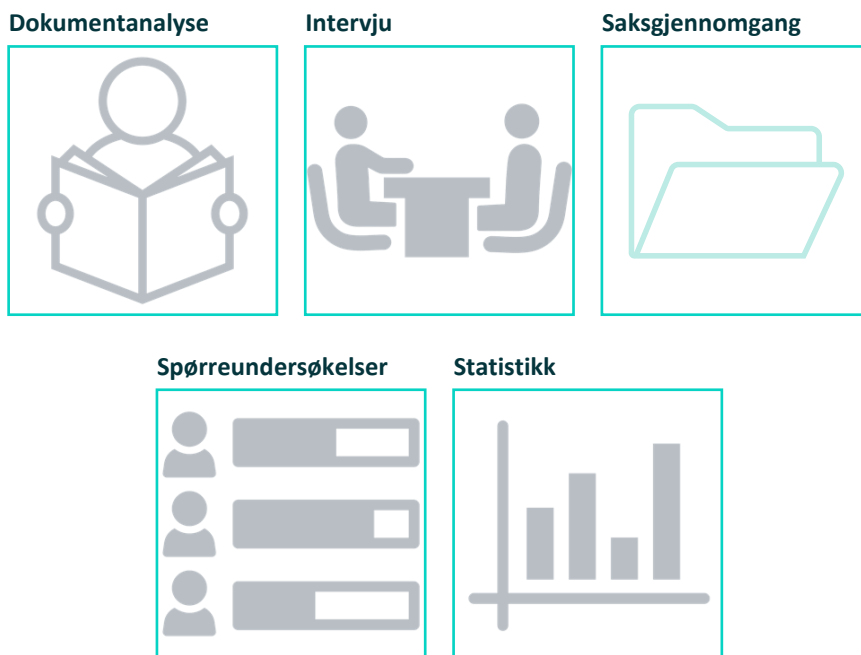 Dokumentanalyse
Intervju
Saksgjennomgang
Spørreundersøkelser
Statistikk